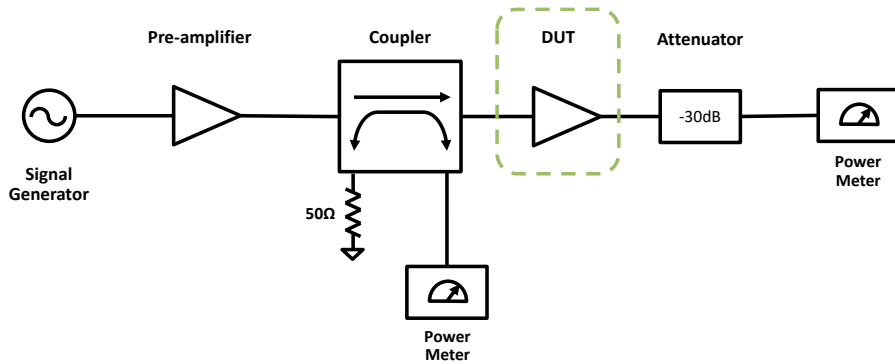 Pre-amplifier
Coupler
DUT
Attenuator
-30dB
Signal
Generator
50Ω
Power
Meter
Power
Meter